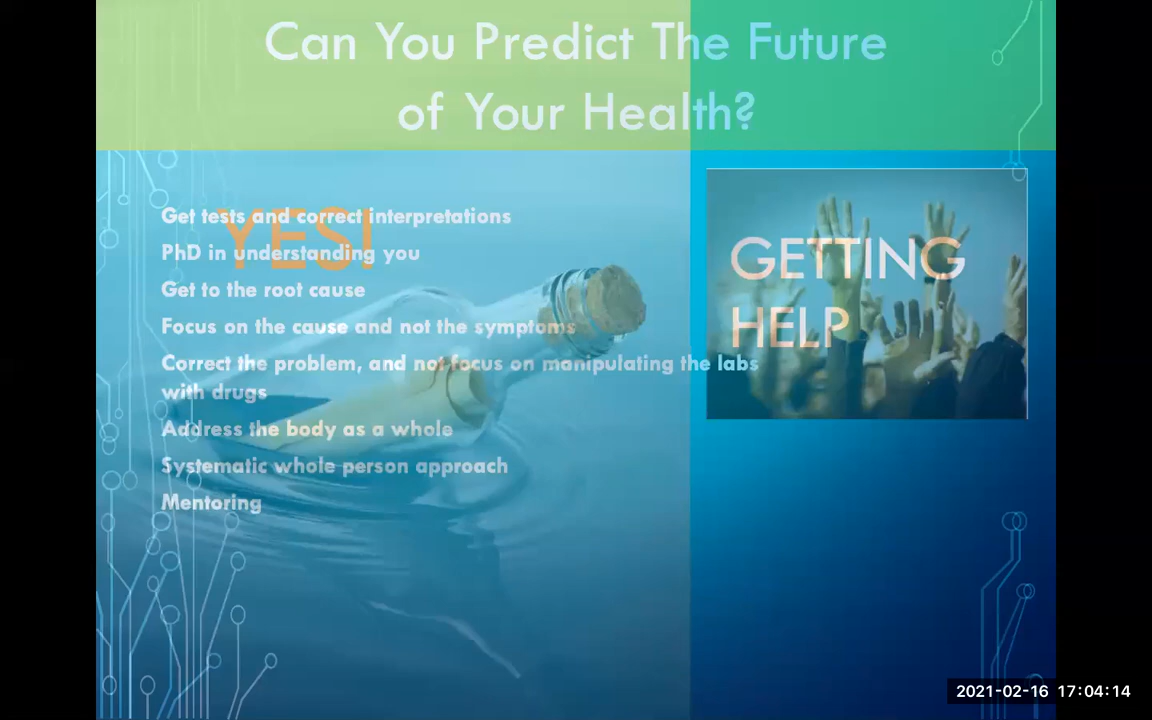 Can You Predict The Future
of Your Health?
YES!
Get tests and correct interpretations
PhD in understanding you
Get to the root cause
Focus on the cause and not the symptoms
Correct the problem, and not focus on manipulating the labs
with drugs
Address the body as a whole
Systematic whole person approach
Mentoring
GETTING
HELP
2021-02-16 17:04:14